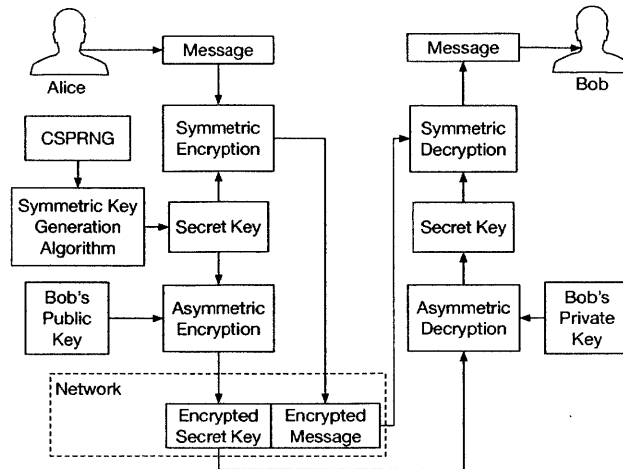 Alice
Message
CSPRNG
Symmetric
Encryption
Symmetric Key
Generation
Algorithm
Secret Key
Bob's
Public
Key
Asymmetric
Encryption
Network
Encrypted
Secret Key
Encrypted
Message
Message
Bob
Symmetric
Decryption
Secret Key
Asymmetric
Decryption
Bob's
Private
Key